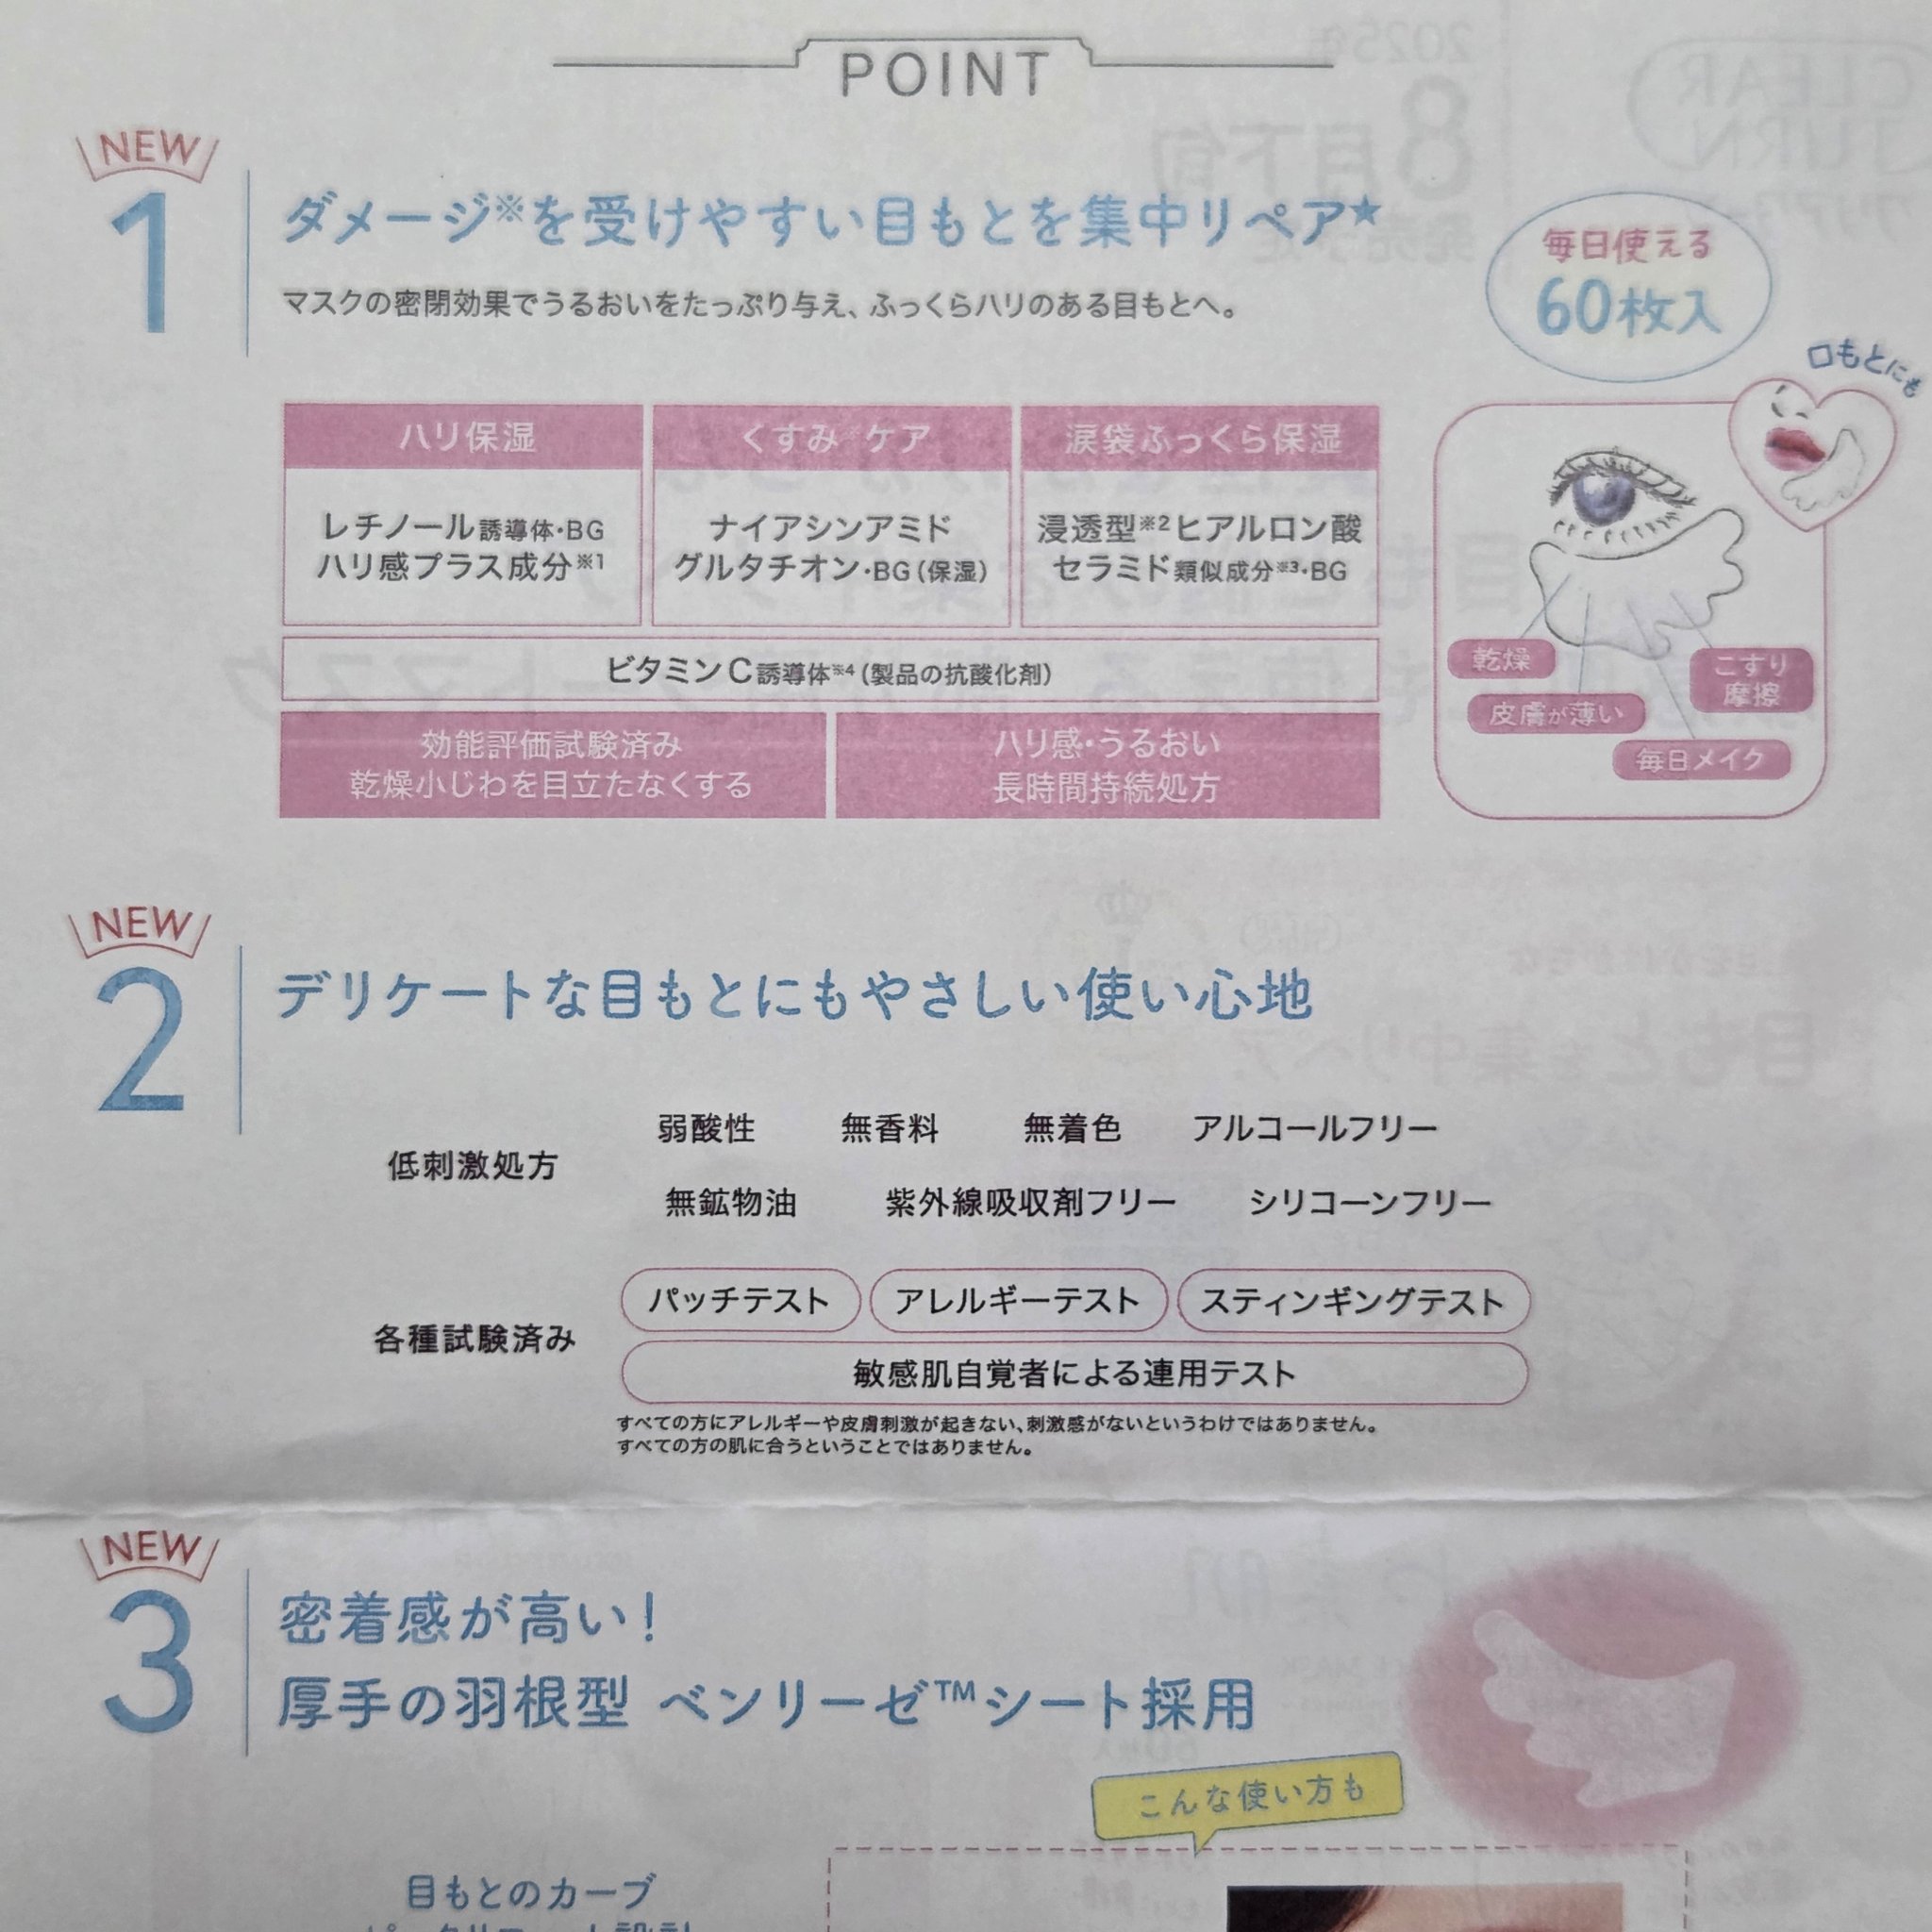 POINT
NEW
1
ダメージ※を受けやすい目もとを集中リペア★
マスクの密閉効果でうるおいをたっぷり与え、ふっくらハリのある目もとへ。
毎日使える
60枚入
口もとにも
ハリ保湿
レチノール誘導体・BG
ハリ感プラス成分※1
くすみ※ケア
ナイアシンアミド
グルタチオン・BG(保湿)
涙袋ふっくら保湿
浸透型※2ヒアルロン酸
セラミド類似成分※3・BG
ビタミンC誘導体※4(製品の抗酸化剤)
効能評価試験済み
乾燥小じわを目立たなくする
ハリ感・うるおい
長時間持続処方
乾燥
皮膚が薄い
こすり
摩擦
毎日メイク
NEW
2
デリケートな目もとにもやさしい使い心地
低刺激処方
弱酸性 無香料 無着色 アルコールフリー
無鉱物油 紫外線吸収剤フリー シリコーンフリー
各種試験済み
パッチテスト アレルギーテスト スティンギングテスト
敏感肌自覚者による連用テスト
すべての方にアレルギーや皮膚刺激が起きない、刺激感がないというわけではありません。
すべての方の肌に合うということではありません。
NEW
3
密着感が高い!
厚手の羽根型 ベンリーゼ™シート採用
こんな使い方も
目もとのカーブ